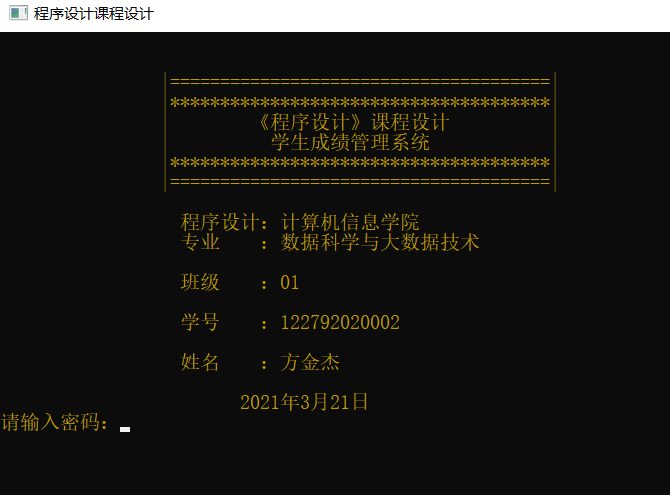 程序设计课程设计
|======================================|
|**************************************|
《程序设计》课程设计
学生成绩管理系统
|**************************************|
|======================================|
程序设计：计算机信息学院
专业　　：数据科学与大数据技术
班级　　：01
学号　　：122792020002
姓名　　：方金杰
2021年3月21日
请输入密码：